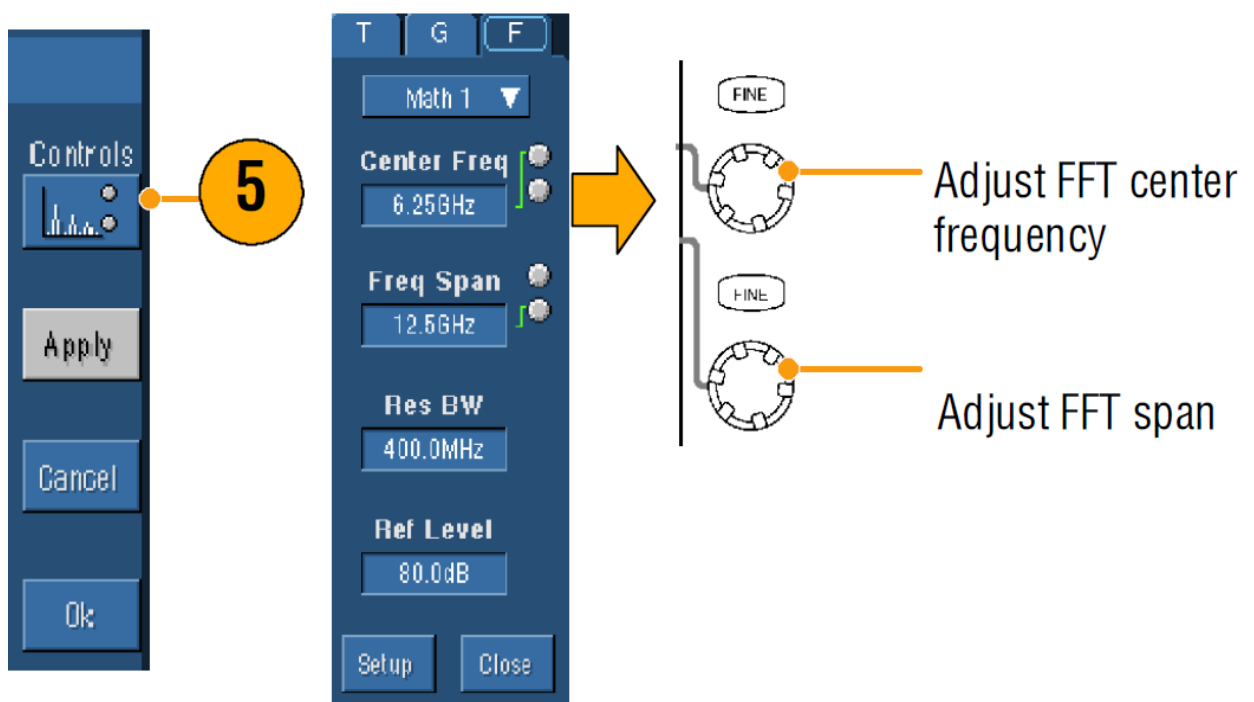 Controls
5
Apply
Cancel
Ok
T G F
Math 1
Center Freq
6.25GHz
Freq Span
12.5GHz
Res BW
400.0MHz
Ref Level
80.0dB
Setup Close
FINE
Adjust FFT center
frequency
FINE
Adjust FFT span